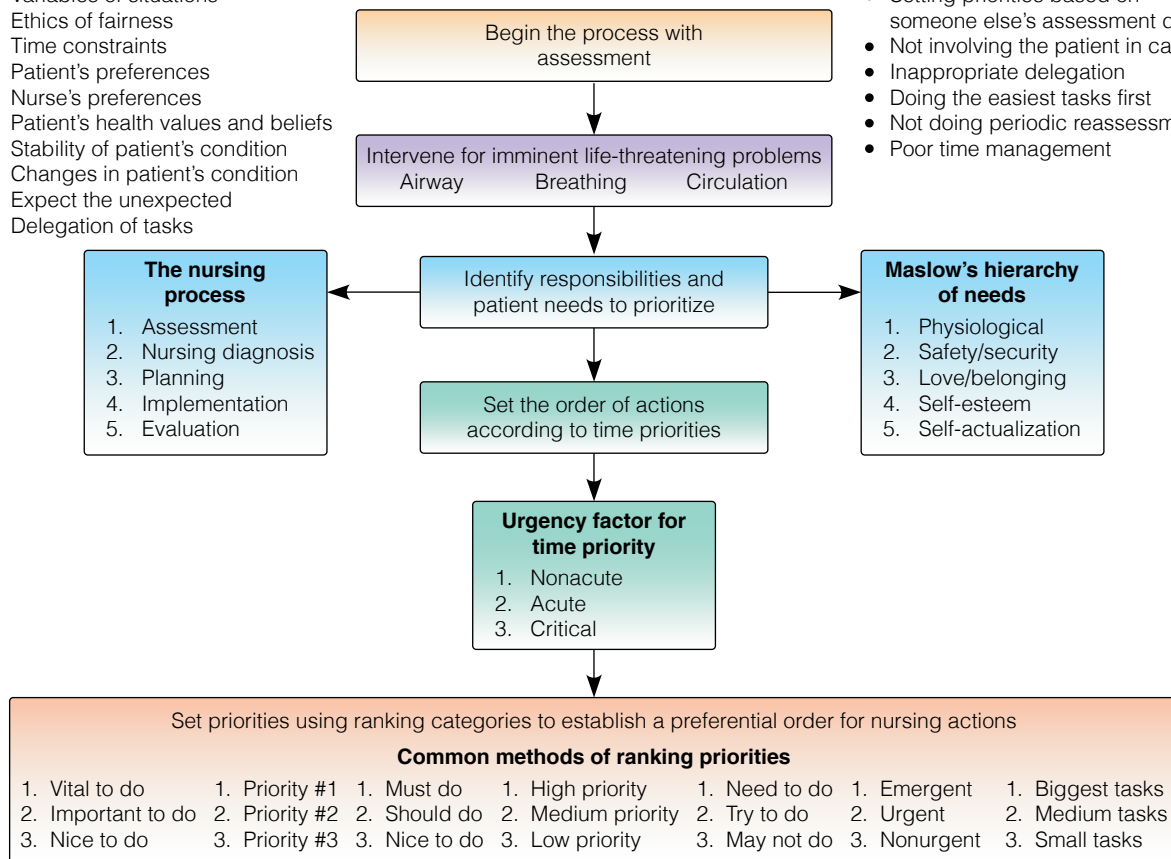 Variables of situations
Ethics of fairness
Time constraints
Patient's preferences
Nurse's preferences
Patient's health values and beliefs
Stability of patient's condition
Changes in patient's condition
Expect the unexpected
Delegation of tasks
Begin the process with
assessment
• Setting priorities based on
someone else's assessment
• Not involving the patient in
• Inappropriate delegation
• Doing the easiest tasks first
• Not doing periodic
• Poor time management
Intervene for imminent life-threatening problems
Airway Breathing Circulation
The nursing
process
1. Assessment
2. Nursing diagnosis
3. Planning
4. Implementation
5. Evaluation
Identify responsibilities and
patient needs to prioritize
Maslow's hierarchy
of needs
1. Physiological
2. Safety/security
3. Love/belonging
4. Self-esteem
5. Self-actualization
Set the order of actions
according to time priorities
Urgency factor for
time priority
1. Nonacute
2. Acute
3. Critical
Set priorities using ranking categories to establish a preferential order for nursing actions
Common methods of ranking priorities
1. Vital to do 1. Priority #1 1. Must do 1. High priority 1. Need to do 1. Emergent 1. Biggest tasks
2. Important to do 2. Priority #2 2. Should do 2. Medium priority 2. Try to do 2. Urgent 2. Medium tasks
3. Nice to do 3. Priority #3 3. Nice to do 3. Low priority 3. May not do 3. Nonurgent 3. Small tasks